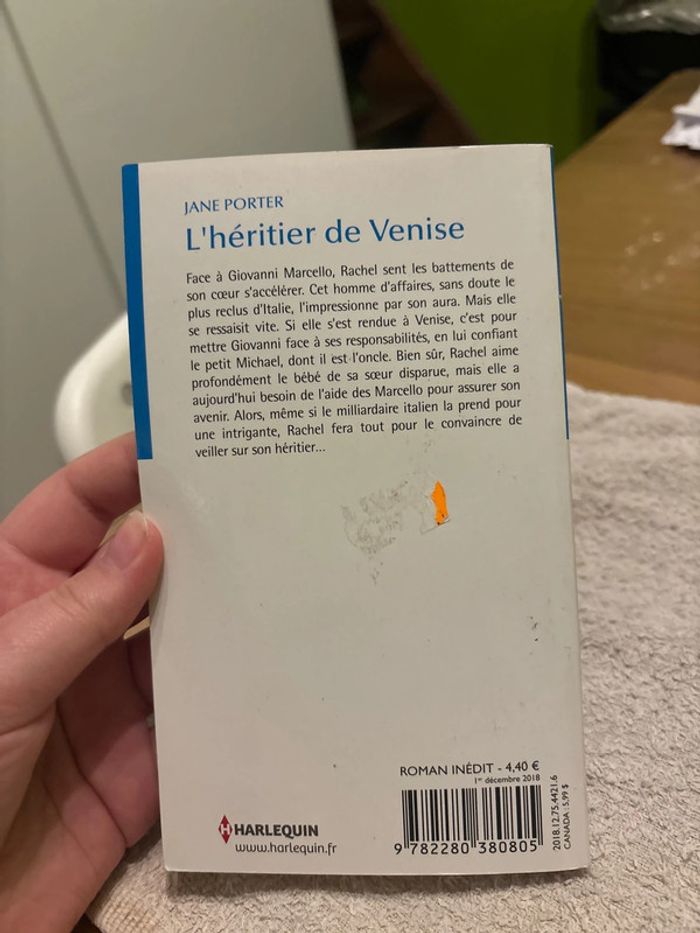 JANE PORTER
L'héritier de Venise
Face à Giovanni Marcello, Rachel sent les battements de
son cœur s'accélérer. Cet homme d'affaires, sans doute le
plus reclus d'Italie, l'impressionne par son aura. Mais elle
se ressaisit vite. Si elle s'est rendue à Venise, c'est pour
mettre Giovanni face à ses responsabilités, en lui confiant
le petit Michael, dont il est l'oncle. Bien sûr, Rachel aime
profondément le bébé de sa sœur disparue, mais elle a
aujourd'hui besoin de l'aide des Marcello pour assurer son
avenir. Alors, même si le milliardaire italien la prend pour
une intrigante, Rachel fera tout pour le convaincre de
veiller sur son héritier...
ROMAN INÉDIT - 4,40 €
1er décembre 2018
2018.12.75.4421.6
CANADA : 5,99 $
HARLEQUIN
www.harlequin.fr
9 782280 380805